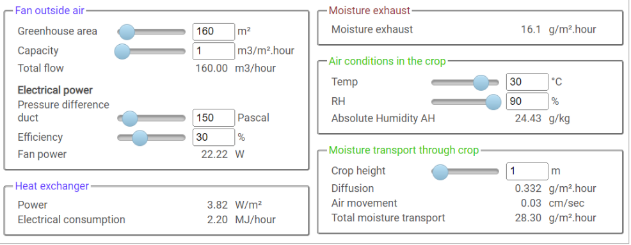 Fan outside air
Greenhouse area 160 m²
Capacity 1 m3/m².hour
Total flow 160.00 m3/hour
Electrical power
Pressure difference
duct 150 Pascal
Efficiency 30 %
Fan power 22.22 W
Heat exchanger
Power 3.82 W/m²
Electrical consumption 2.20 MJ/hour
Moisture exhaust
Moisture exhaust 16.1 g/m².hour
Air conditions in the crop
Temp 30 °C
RH 90 %
Absolute Humidity AH 24.43 g/kg
Moisture transport through crop
Crop height 1 m
Diffusion 0.332 g/m².hour
Air movement 0.03 cm/sec
Total moisture transport 28.30 g/m².hour